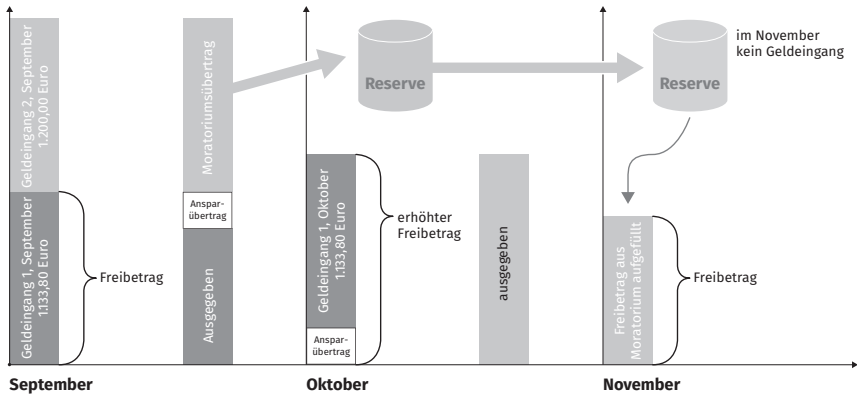 Geldeingang 2, September
1.200,00 Euro
Geldeingang 1, September
1.133,80 Euro
Freibetrag
Moratoriumsübertrag
Anspar-
übertrag
Ausgegeben
Reserve
Geldeingang 1, Oktober
1.133,80 Euro
Anspar-
übertrag
erhöhter
Freibetrag
ausgegeben
Reserve
im November
kein Geldeingang
Freibetrag aus
Moratorium aufgefüllt
Freibetrag
September
Oktober
November